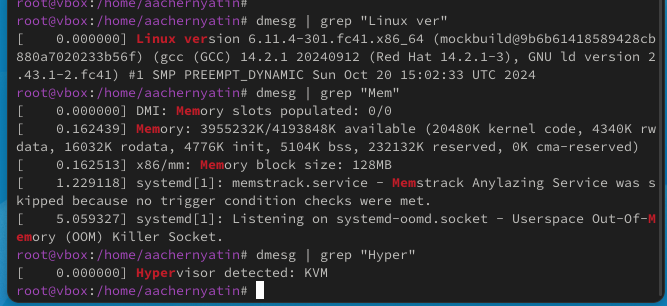 root@vbox:/home/aachernyatin#
root@vbox:/home/aachernyatin# dmesg | grep "Linux ver"
[    0.000000] Linux version 6.11.4-301.fc41.x86_64 (mockbuild@9b6b61418589428cb
880a7020233b56f) (gcc (GCC) 14.2.1 20240912 (Red Hat 14.2.1-3), GNU ld version 2
.43.1-2.fc41) #1 SMP PREEMPT_DYNAMIC Sun Oct 20 15:02:33 UTC 2024
root@vbox:/home/aachernyatin# dmesg | grep "Mem"
[    0.000000] DMI: Memory slots populated: 0/0
[    0.162439] Memory: 3955232K/4193848K available (20480K kernel code, 4340K rw
data, 16032K rodata, 4776K init, 5104K bss, 232132K reserved, 0K cma-reserved)
[    0.162513] x86/mm: Memory block size: 128MB
[    1.229118] systemd[1]: memstrack.service - Memstrack Anylazing Service was s
kipped because no trigger condition checks were met.
[    5.059327] systemd[1]: Listening on systemd-oomd.socket - Userspace Out-Of-M
emory (OOM) Killer Socket.
root@vbox:/home/aachernyatin# dmesg | grep "Hyper"
[    0.000000] Hypervisor detected: KVM
root@vbox:/home/aachernyatin#